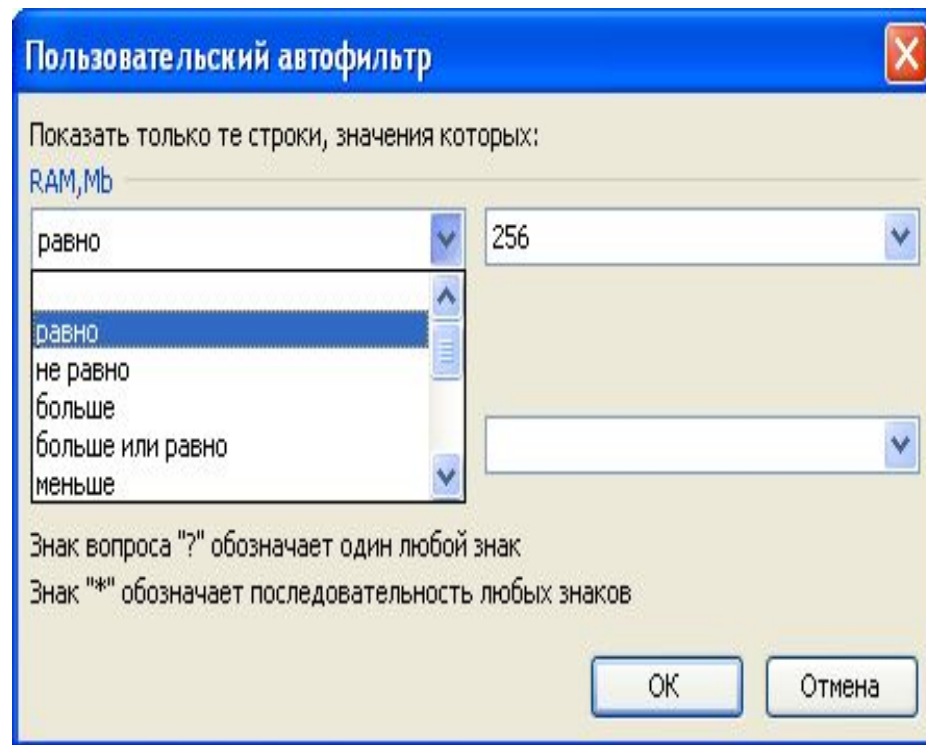 Пользовательский автофильтр
Показать только те строки, значения которых:
RAM,Mb
равно 256
равно
не равно
больше
больше или равно
меньше
Знак вопроса "?" обозначает один любой знак
Знак "*" обозначает последовательность любых знаков
OK Отмена